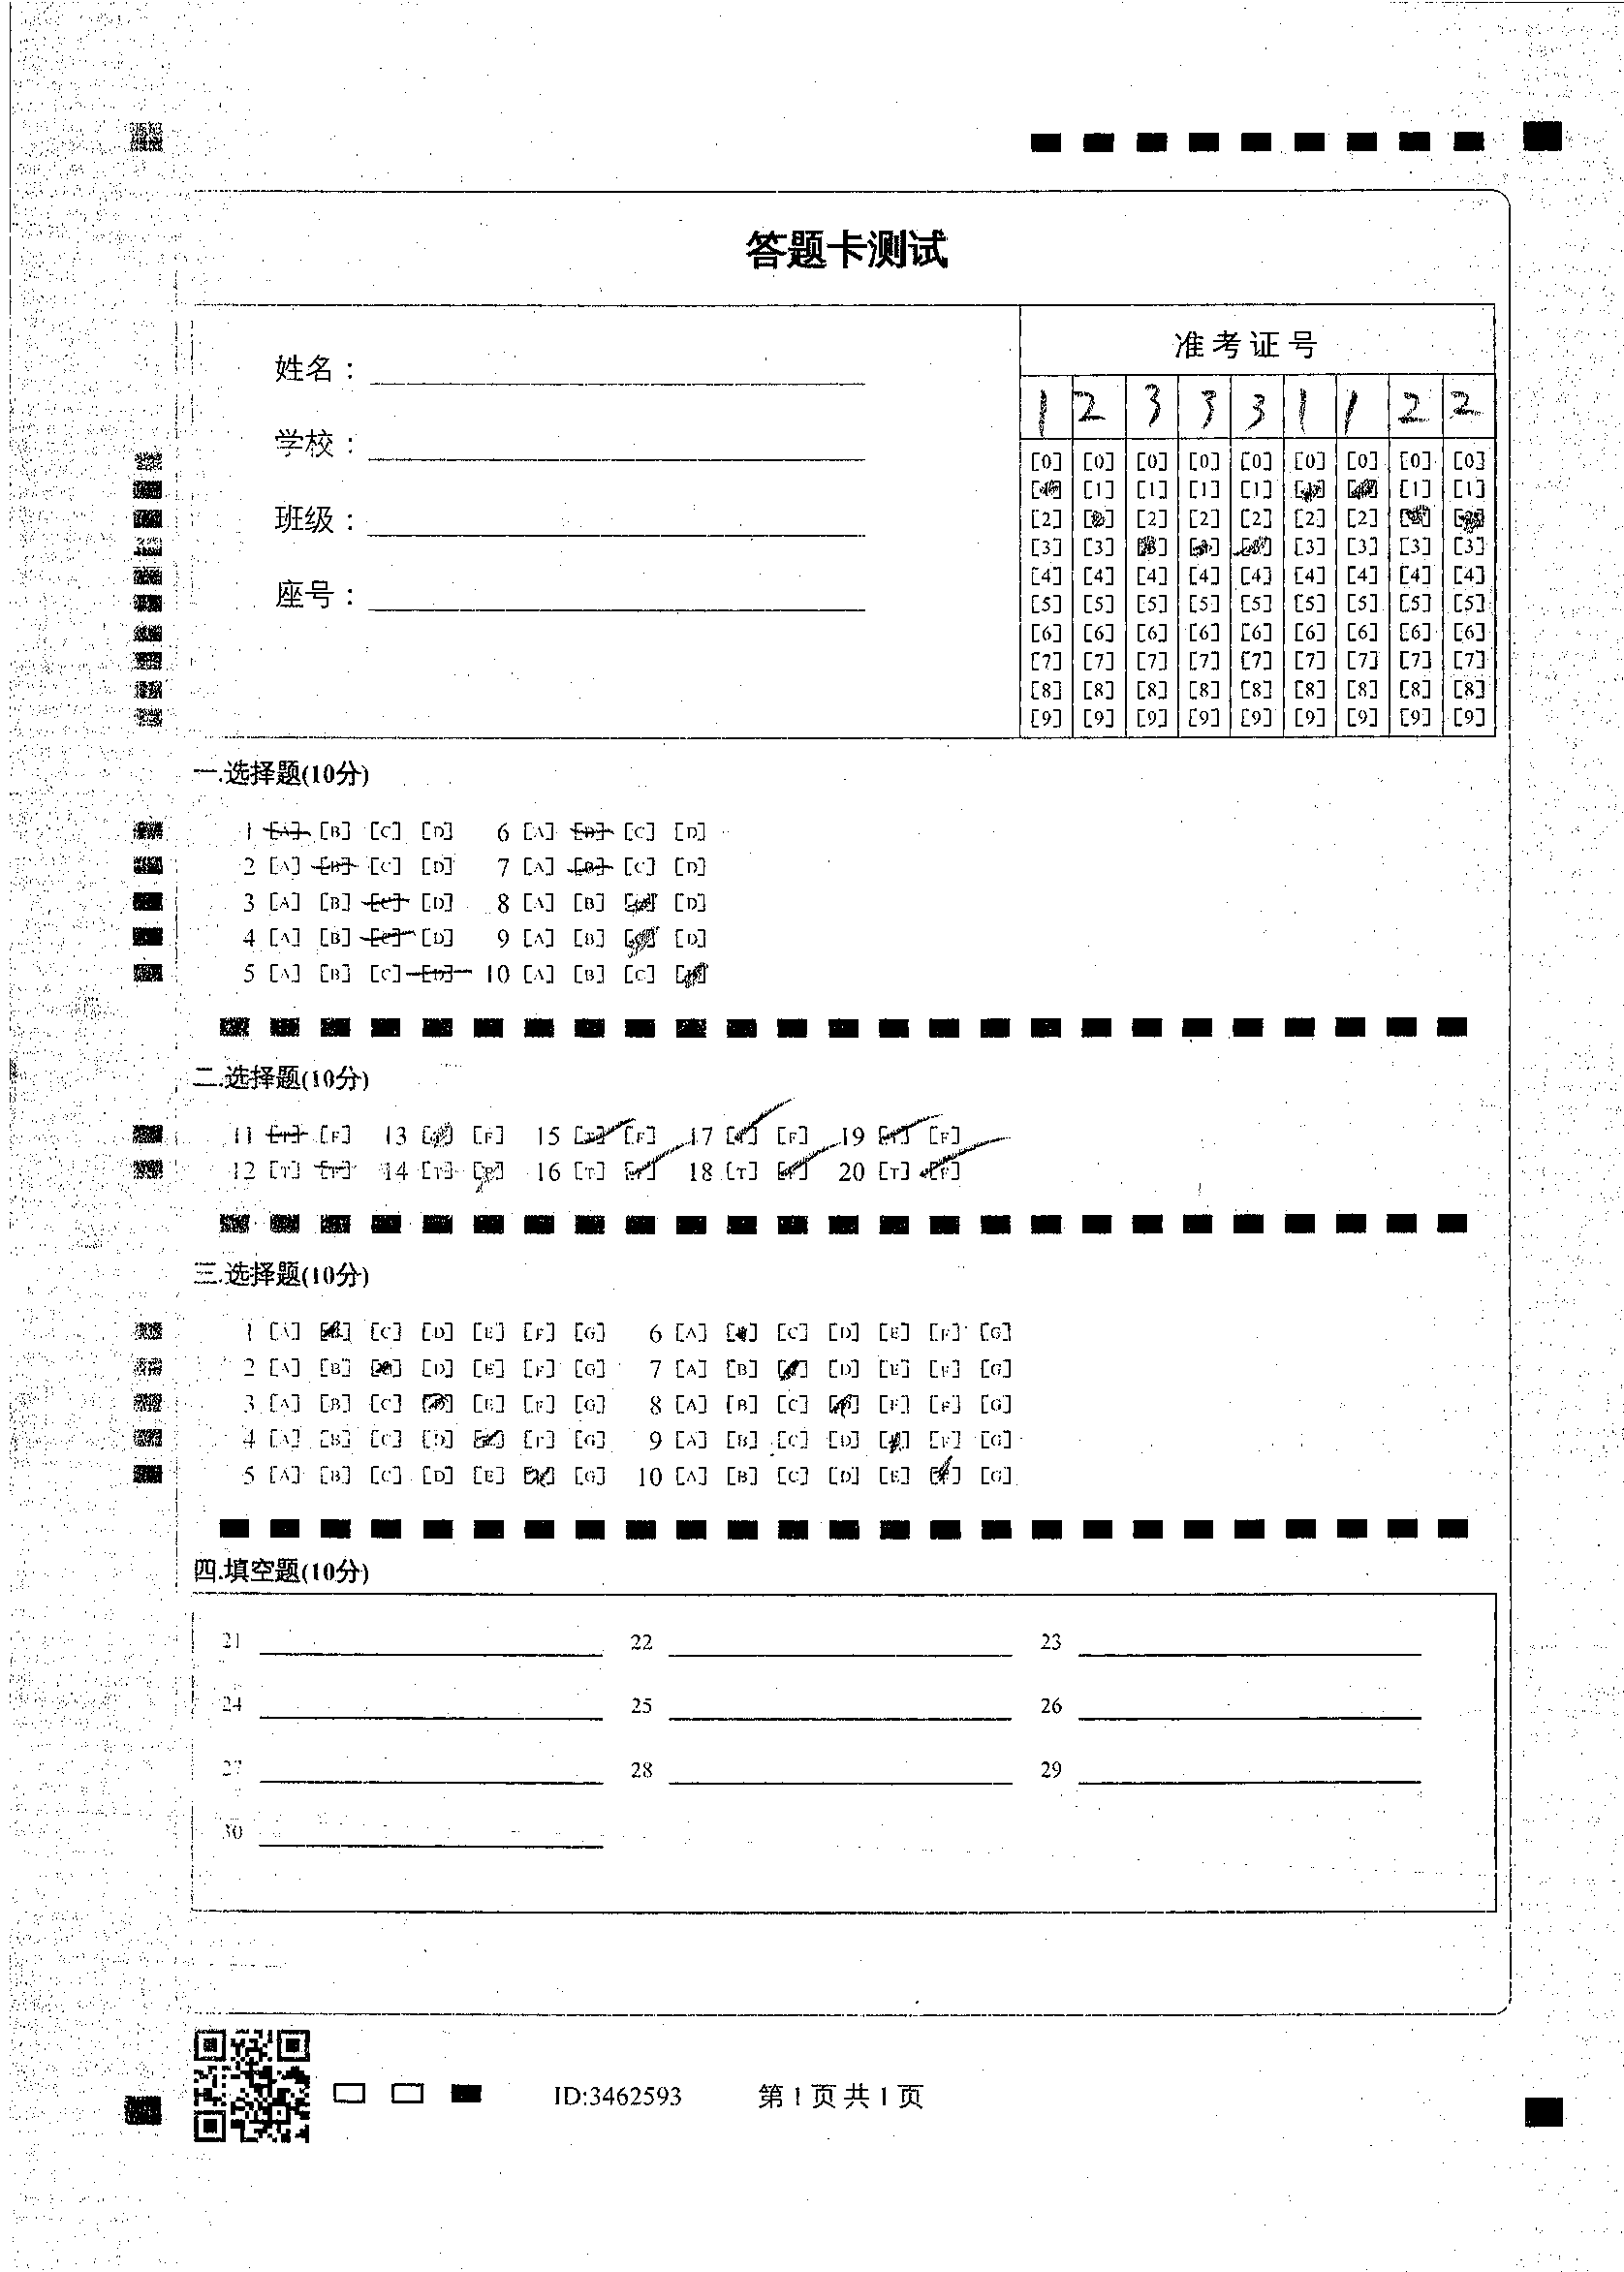 答题卡测试
姓名：
学校：
班级：
座号：
准考证号
1 2 3 3 3 1 1 2 2
[0] [0] [0] [0] [0] [0] [0] [0] [0]
[1] [1] [1] [1] [1] [1] [1]
[2] [2] [2] [2] [2] [2] [2] [2]
[3] [3] [3] [3] [3] [3] [3]
[4] [4] [4] [4] [4] [4] [4] [4] [4]
[5] [5] [5] [5] [5] [5] [5] [5] [5]
[6] [6] [6] [6] [6] [6] [6] [6] [6]
[7] [7] [7] [7] [7] [7] [7] [7] [7]
[8] [8] [8] [8] [8] [8] [8] [8] [8]
[9] [9] [9] [9] [9] [9] [9] [9] [9]
一.选择题(10分)
1 [A] [B] [C] [D] 6 [A] [B] [C] [D]
2 [A] [B] [C] [D] 7 [A] [B] [C] [D]
3 [A] [B] [C] [D] 8 [A] [B] [D]
4 [A] [B] [C] [D] 9 [A] [B] [D]
5 [A] [B] [C] [D] 10 [A] [B] [C]
二.选择题(10分)
11 [T] [F] 13 [F] 15 [T] [F] 17 [T] [F] 19 [T] [F]
12 [T] [F] 14 [T] [F] 16 [T] [F] 18 [T] [F] 20 [T] [F]
三.选择题(10分)
1 [A] [C] [D] [E] [F] [G] 6 [A] [B] [C] [D] [E] [F] [G]
2 [A] [B] [D] [E] [F] [G] 7 [A] [B] [D] [E] [F] [G]
3 [A] [B] [C] [E] [F] [G] 8 [A] [B] [C] [E] [F] [G]
4 [A] [B] [C] [D] [F] [G] 9 [A] [B] [C] [D] [F] [G]
5 [A] [B] [C] [D] [E] [G] 10 [A] [B] [C] [D] [E] [F] [G]
四.填空题(10分)
21 22 23
24 25 26
27 28 29
30
ID:3462593 第1页共1页